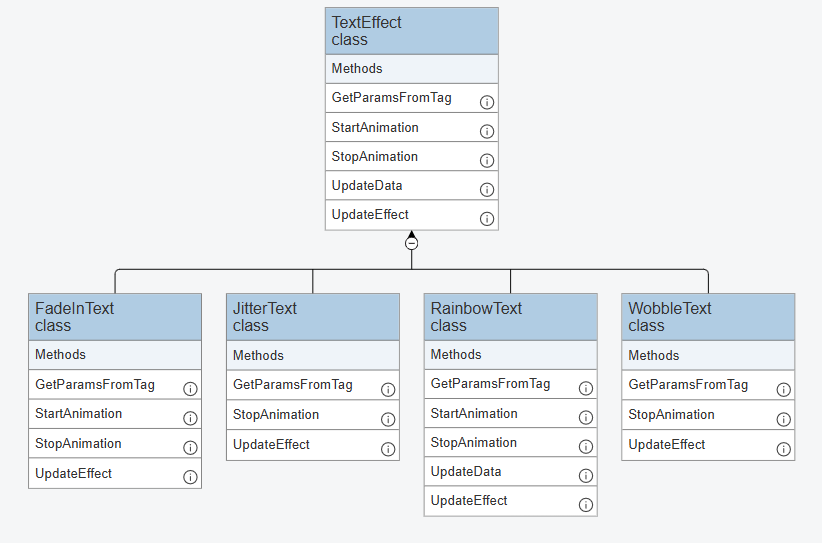 TextEffect
class
Methods
GetParamsFromTag
StartAnimation
StopAnimation
UpdateData
UpdateEffect
FadeInText
class
Methods
GetParamsFromTag
StartAnimation
StopAnimation
UpdateEffect
JitterText
class
Methods
GetParamsFromTag
StopAnimation
UpdateEffect
RainbowText
class
Methods
GetParamsFromTag
StartAnimation
StopAnimation
UpdateData
UpdateEffect
WobbleText
class
Methods
GetParamsFromTag
StopAnimation
UpdateEffect